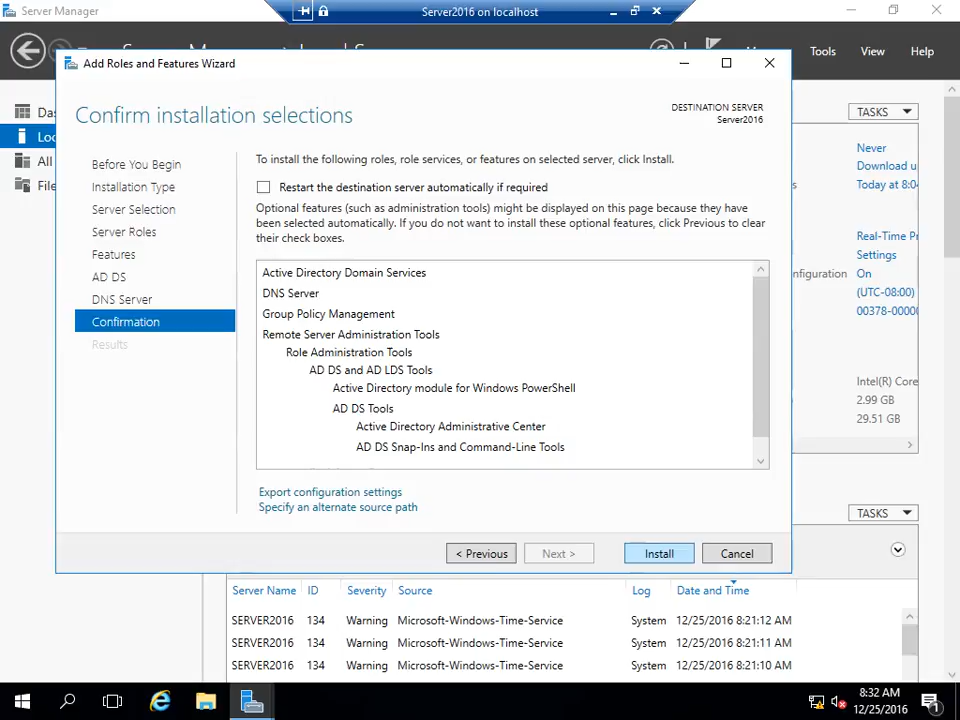 Server Manager
Server2016 on localhost
Tools
View
Help
Add Roles and Features Wizard
Confirm installation selections
DESTINATION SERVER
Server2016
TASKS
Before You Begin
Installation Type
Server Selection
Server Roles
Features
AD DS
DNS Server
Confirmation
Results
To install the following roles, role services, or features on selected server, click Install.
Restart the destination server automatically if required
Optional features (such as administration tools) might be displayed on this page because they have
been selected automatically. If you do not want to install these optional features, click Previous to clear
their check boxes.
Active Directory Domain Services
DNS Server
Group Policy Management
Remote Server Administration Tools
Role Administration Tools
AD DS and AD LDS Tools
Active Directory module for Windows PowerShell
AD DS Tools
Active Directory Administrative Center
AD DS Snap-Ins and Command-Line Tools
Export configuration settings
Specify an alternate source path
< Previous
Next >
Install
Cancel
Never
Download u
Today at 8:04
Real-Time Pr
Settings
nfiguration On
(UTC-08:00)
00378-0000
Intel(R) Core
2.99 GB
29.51 GB
TASKS
Server Name ID Severity Source Log Date and Time
SERVER2016 134 Warning Microsoft-Windows-Time-Service System 12/25/2016 8:21:12 AM
SERVER2016 134 Warning Microsoft-Windows-Time-Service System 12/25/2016 8:21:11 AM
SERVER2016 134 Warning Microsoft-Windows-Time-Service System 12/25/2016 8:21:10 AM
8:32 AM
12/25/2016
1